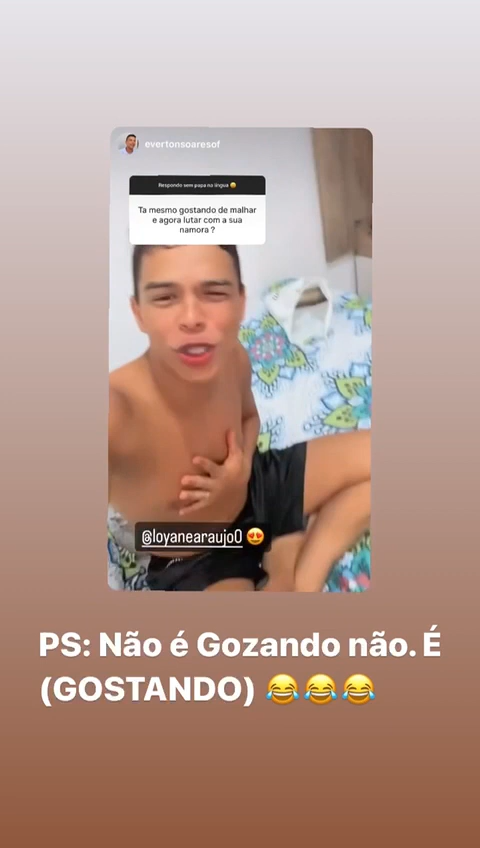 evertonsoaresof
Respondo sem papa na língua 😄
Ta mesmo gostando de malhar
e agora lutar com a sua
namora ?
@loyanearaujo0 😍
PS: Não é Gozando não. É
(GOSTANDO) 😂😂😂